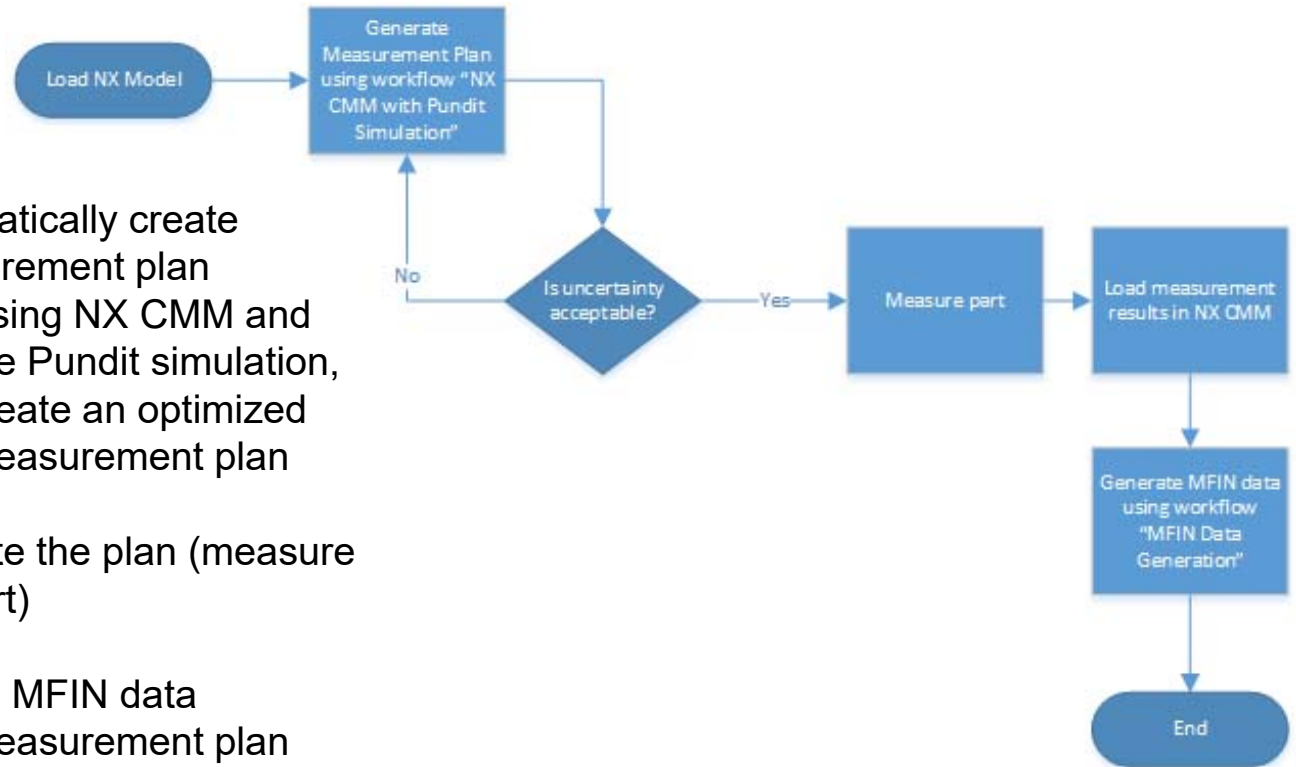 Load NX Model
Generate
Measurement Plan
using workflow "NX
CMM with Pundit
Simulation"
Is uncertainty
acceptable?
No
Yes
Measure part
Load measurement
results in NX CMM
Generate MFIN data
using workflow
"MFIN Data
Generation"
End
atically create
rement plan
sing NX CMM and
e Pundit simulation,
eate an optimized
easurement plan
te the plan (measure
rt)
MFIN data
easurement plan